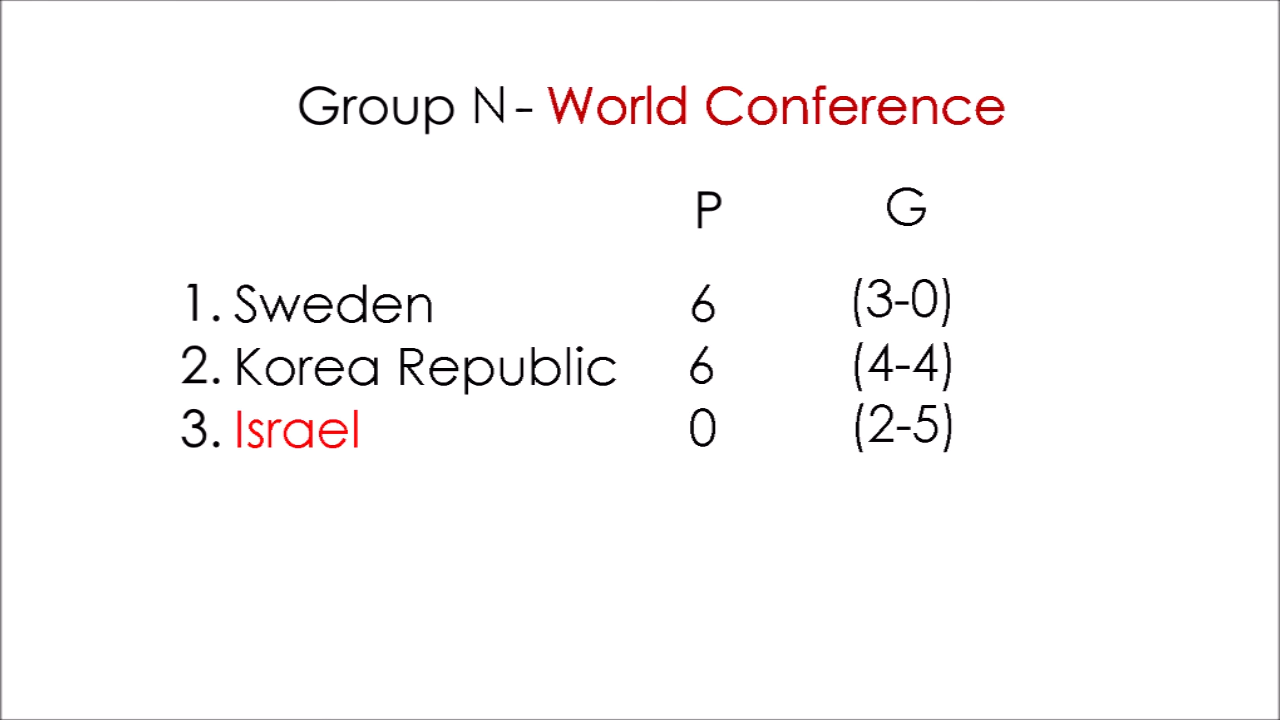 Group N - World Conference
P G
1. Sweden 6 (3-0)
2. Korea Republic 6 (4-4)
3. Israel 0 (2-5)